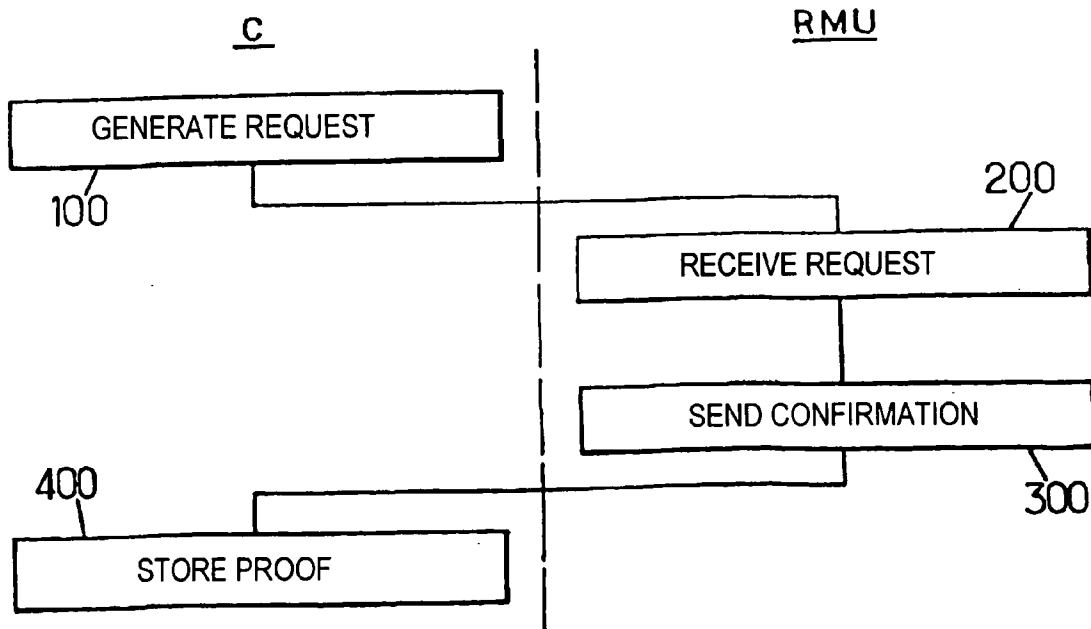 C
RMU
GENERATE REQUEST
100
200
RECEIVE REQUEST
SEND CONFIRMATION
300
400
STORE PROOF